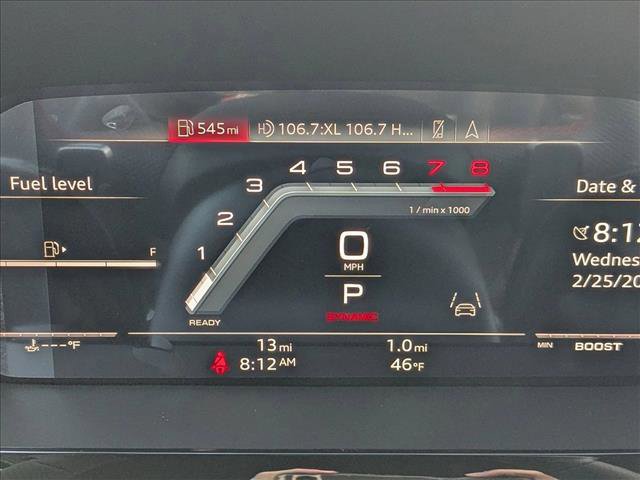 545 mi 106.7:XL 106.7 H...
Fuel level
1 2 3 4 5 6 7 8
1 / min x 1000
Date &
F
0
MPH
8:12
Wednes
2/25/20
P
READY
DYNAMIC
---°F
13 mi 1.0 mi
MIN BOOST
8:12 AM 46°F